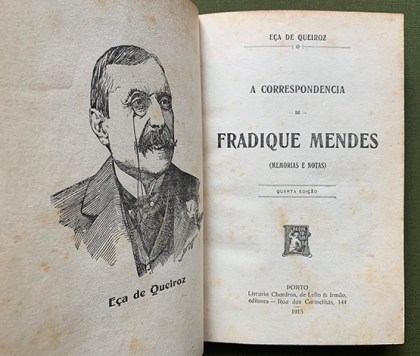 Eça de Queiroz
EÇA DE QUEIROZ
A CORRESPONDENCIA
DE
FRADIQUE MENDES
(MEMORIAS E NOTAS)
QUARTA EDIÇÃO
PORTO
Livraria Chardron, de Lello & Irmão,
editores — Rua das Carmelitas, 144